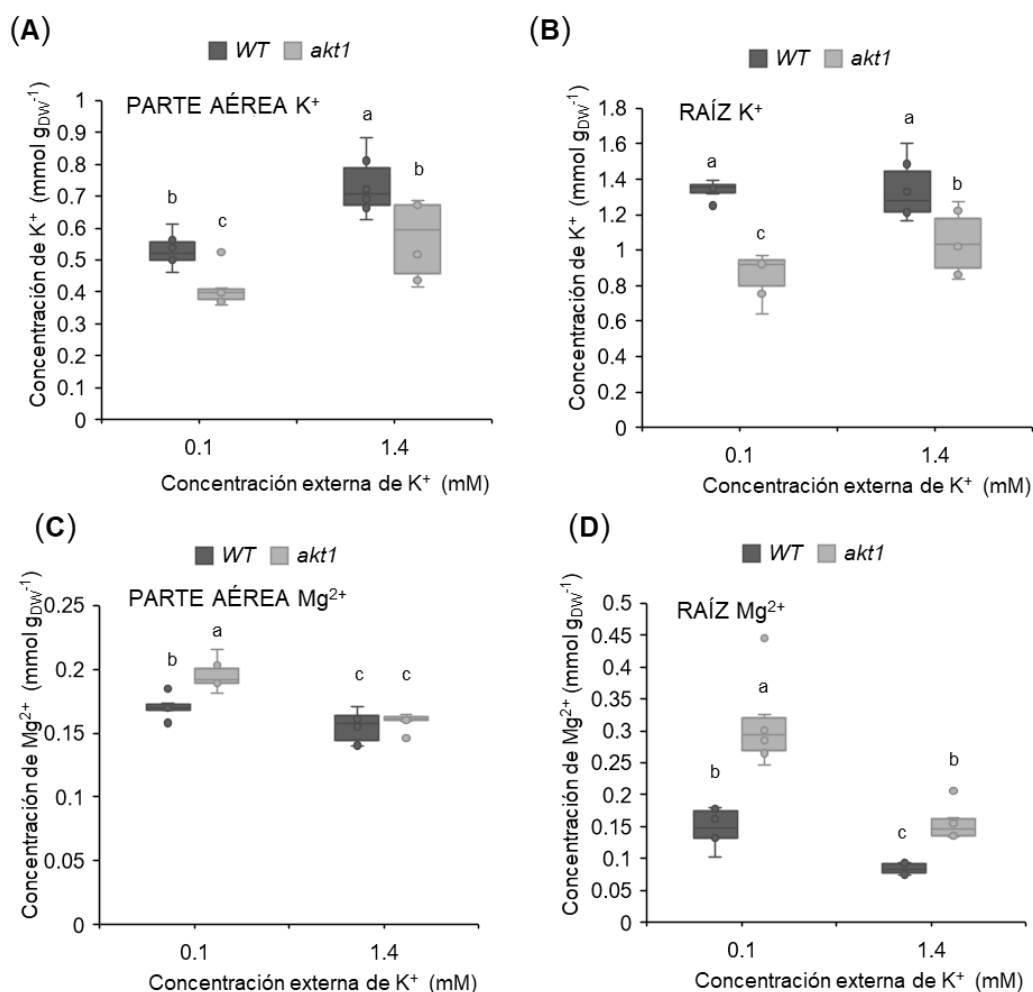 (A)
WT akt1
PARTE AÉREA K⁺
Concentración de K⁺ (mmol g_DW⁻¹)
1
0.9
0.8
0.7
0.6
0.5
0.4
0.3
0.2
0.1
0
b
c
a
b
0.1 1.4
Concentración externa de K⁺ (mM)
(B)
WT akt1
RAÍZ K⁺
Concentración de K⁺ (mmol g_DW⁻¹)
1.8
1.6
1.4
1.2
1
0.8
0.6
0.4
0.2
0
a
c
a
b
0.1 1.4
Concentración externa de K⁺ (mM)
(C)
WT akt1
PARTE AÉREA Mg²⁺
Concentración de Mg²⁺ (mmol g_DW⁻¹)
0.25
0.2
0.15
0.1
0.05
0
b
a
c
c
0.1 1.4
Concentración externa de K⁺ (mM)
(D)
WT akt1
RAÍZ Mg²⁺
Concentración de Mg²⁺ (mmol g_DW⁻¹)
0.5
0.45
0.4
0.35
0.3
0.25
0.2
0.15
0.1
0.05
0
b
a
c
b
0.1 1.4
Concentración externa de K⁺ (mM)